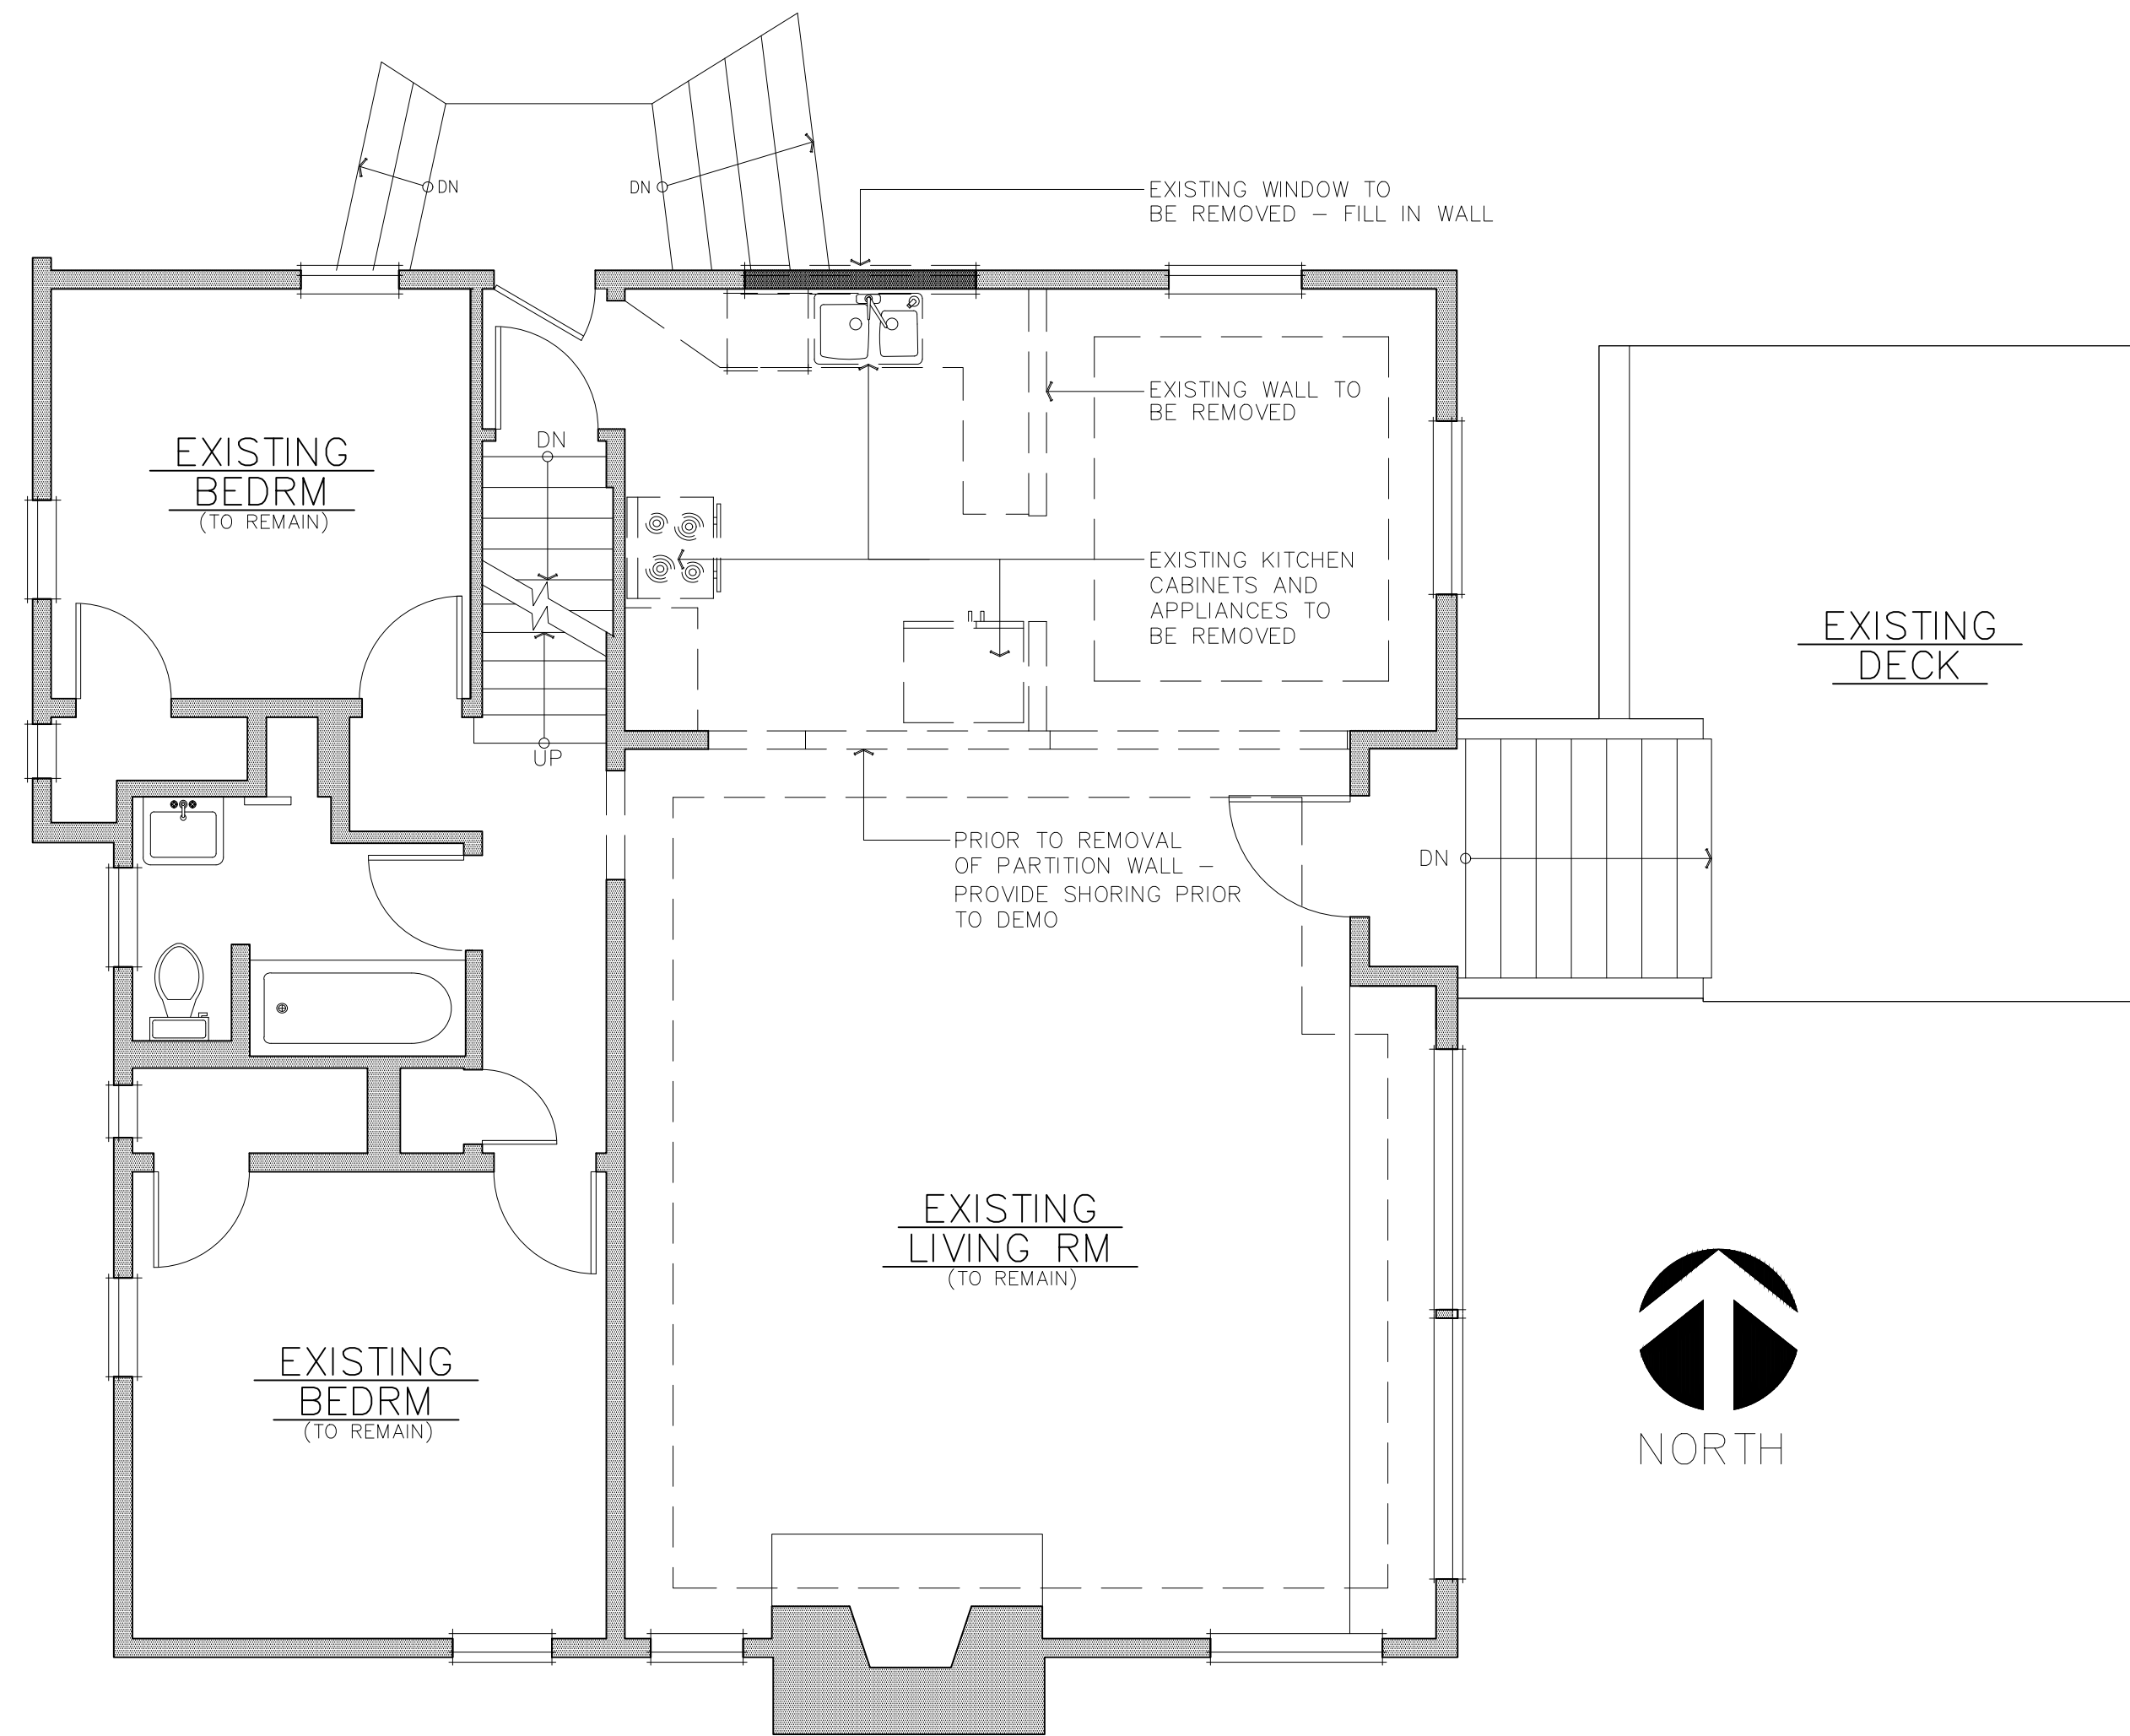 DN
DN
EXISTING WINDOW TO
BE REMOVED – FILL IN WALL
EXISTING WALL TO
BE REMOVED
EXISTING
BEDRM
(TO REMAIN)
DN
EXISTING KITCHEN
CABINETS AND
APPLIANCES TO
BE REMOVED
EXISTING
DECK
UP
PRIOR TO REMOVAL
OF PARTITION WALL –
PROVIDE SHORING PRIOR
TO DEMO
DN
EXISTING
LIVING RM
(TO REMAIN)
EXISTING
BEDRM
(TO REMAIN)
NORTH